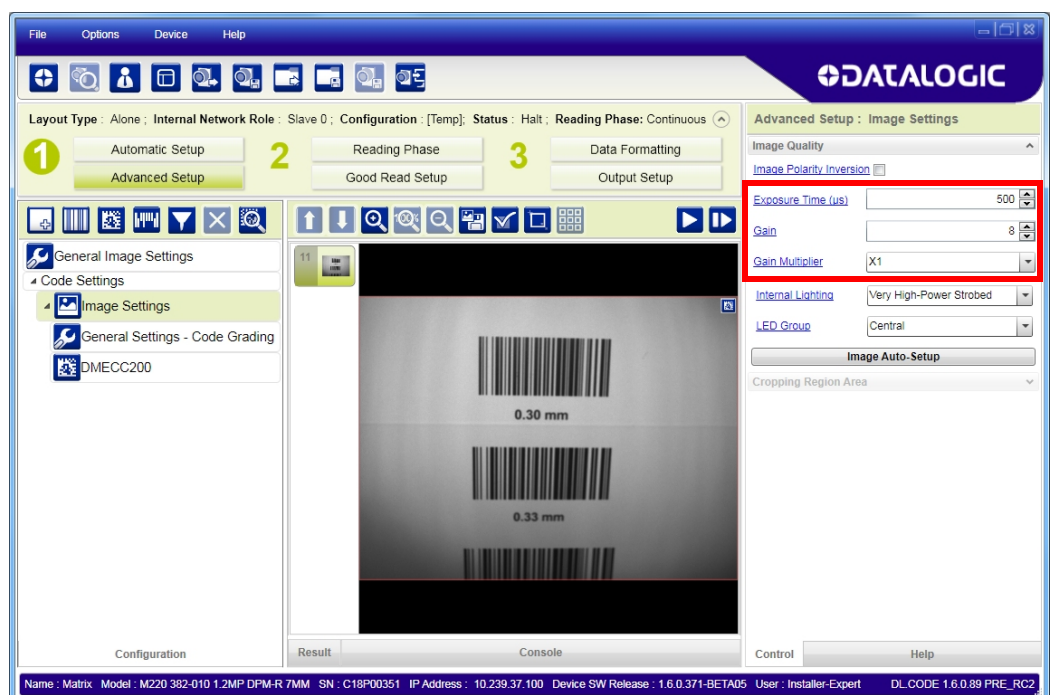 File Options Device Help
DATALOGIC
Layout Type : Alone ; Internal Network Role : Slave 0 ; Configuration : [Temp]; Status : Halt ; Reading Phase: Continuous
1 Automatic Setup 2 Reading Phase 3 Data Formatting
Advanced Setup Good Read Setup Output Setup
100%
General Image Settings
Code Settings
Image Settings
General Settings - Code Grading
DMECC200
Configuration
11
0.30 mm
0.33 mm
Result Console
Advanced Setup : Image Settings
Image Quality
Image Polarity Inversion
Exposure Time (µs) 500
Gain 8
Gain Multiplier X1
Internal Lighting Very High-Power Strobed
LED Group Central
Image Auto-Setup
Cropping Region Area
Control Help
Name : Matrix Model : M220 382-010 1.2MP DPM-R 7MM SN : C18P00351 IP Address : 10.239.37.100 Device SW Release : 1.6.0.371-BETA05 User : Installer-Expert DL.CODE 1.6.0.89 PRE_RC2